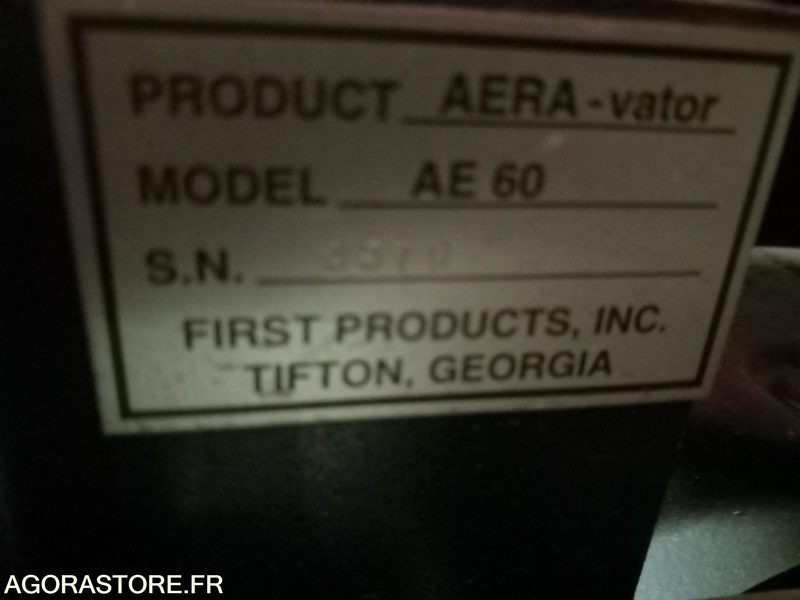 PRODUCT AERA-vator
MODEL AE 60
S.N.
FIRST PRODUCTS, INC.
TIFTON, GEORGIA
AGORASTORE.FR